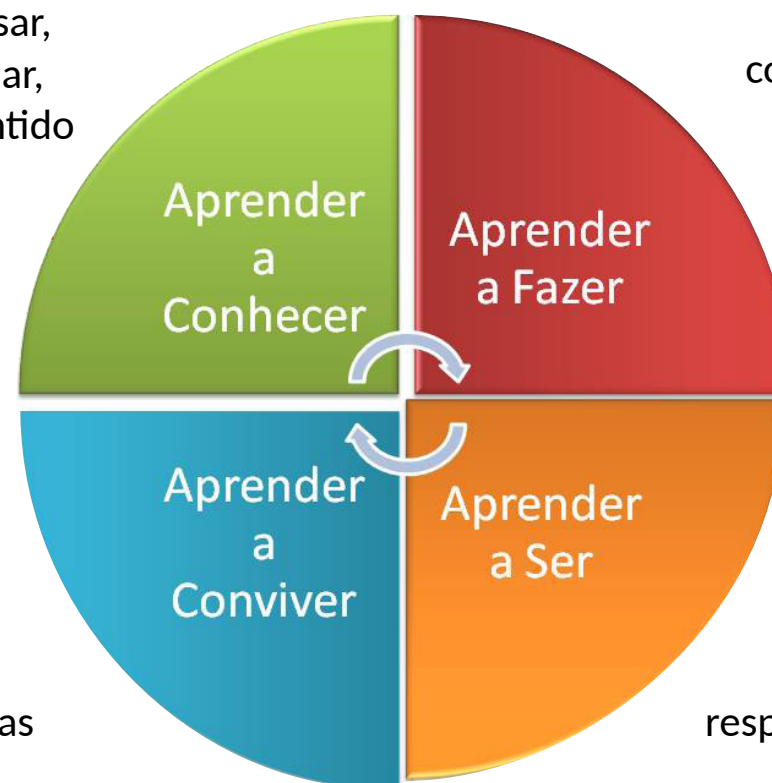 Aprender
a
Conhecer
Aprender
a Fazer
Aprender
a
Conviver
Aprender
a Ser